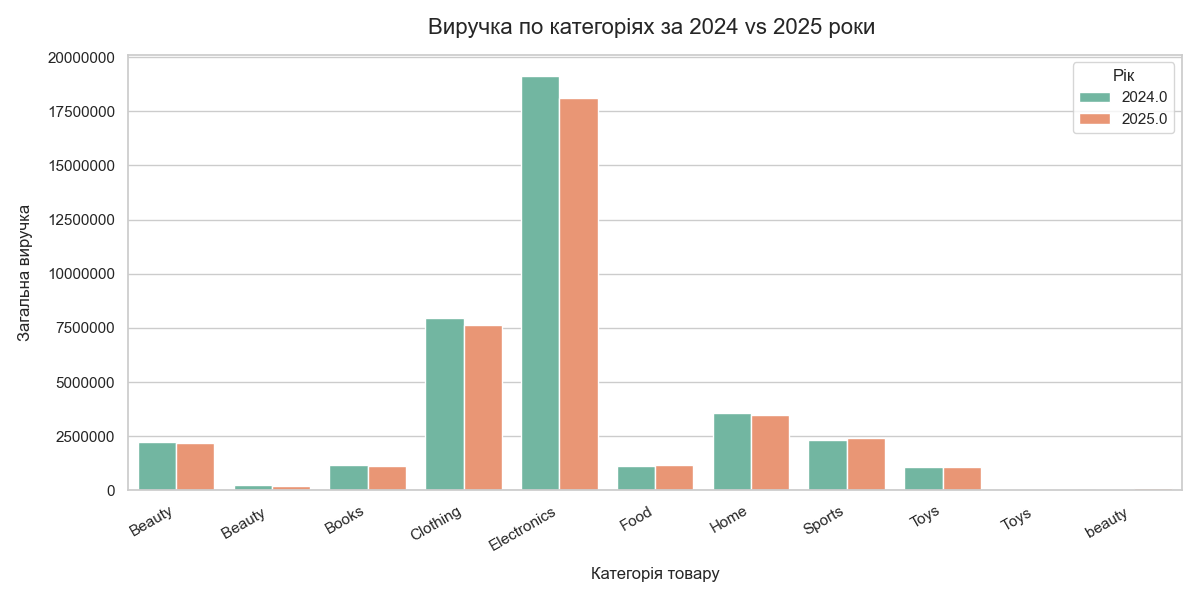 Виручка по категоріях за 2024 vs 2025 роки
Рік
2024.0
2025.0
Загальна виручка
20000000
17500000
15000000
12500000
10000000
7500000
5000000
2500000
0
Beauty
Beauty
Books
Clothing
Electronics
Food
Home
Sports
Toys
Toys
beauty
Категорія товару